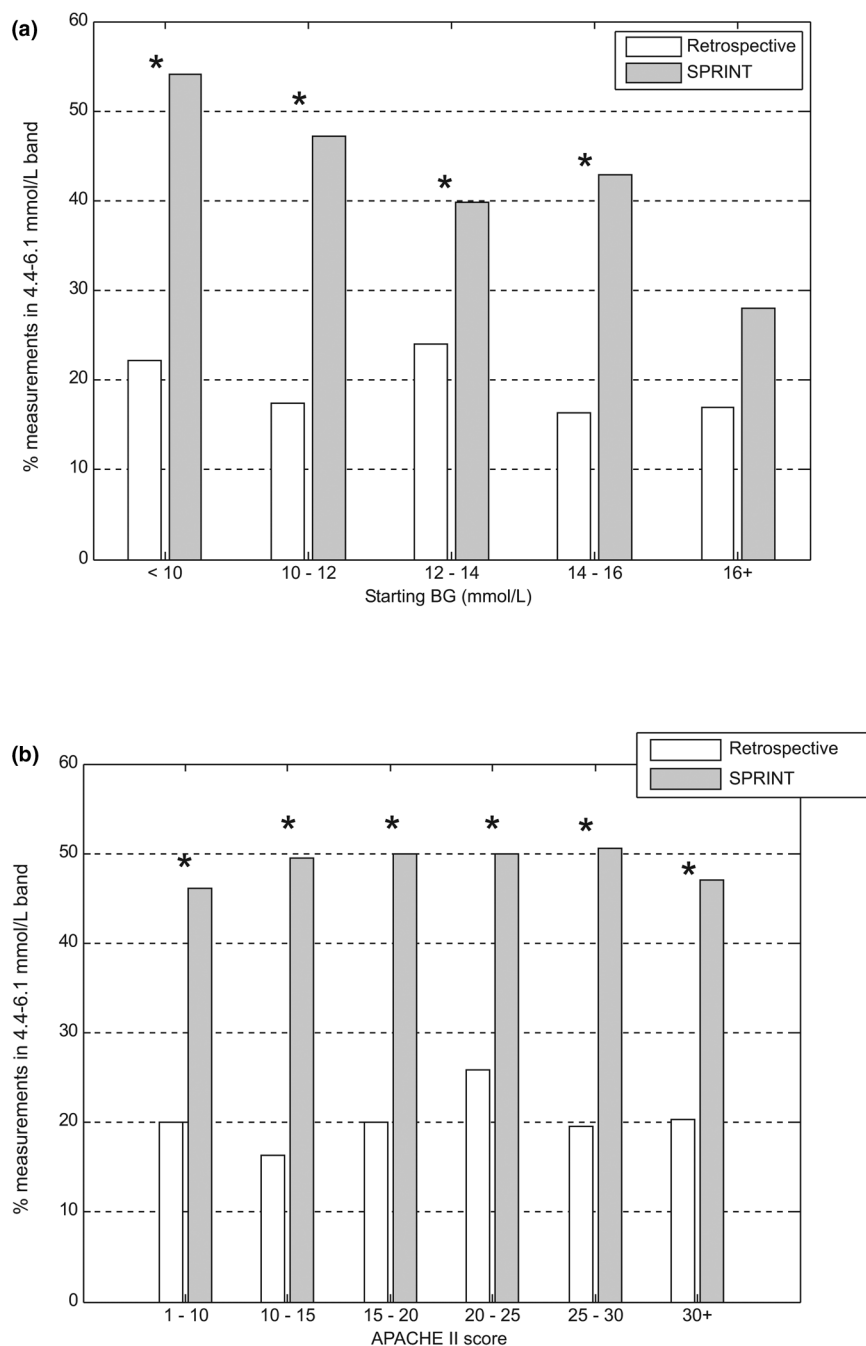 (a)
60
50
40
30
20
10
0
% measurements in 4.4-6.1 mmol/L band
Retrospective
SPRINT
*
*
*
*
< 10
10 - 12
12 - 14
14 - 16
16+
Starting BG (mmol/L)
(b)
60
50
40
30
20
10
0
% measurements in 4.4-6.1 mmol/L band
Retrospective
SPRINT
*
*
*
*
*
*
1 - 10
10 - 15
15 - 20
20 - 25
25 - 30
30+
APACHE II score